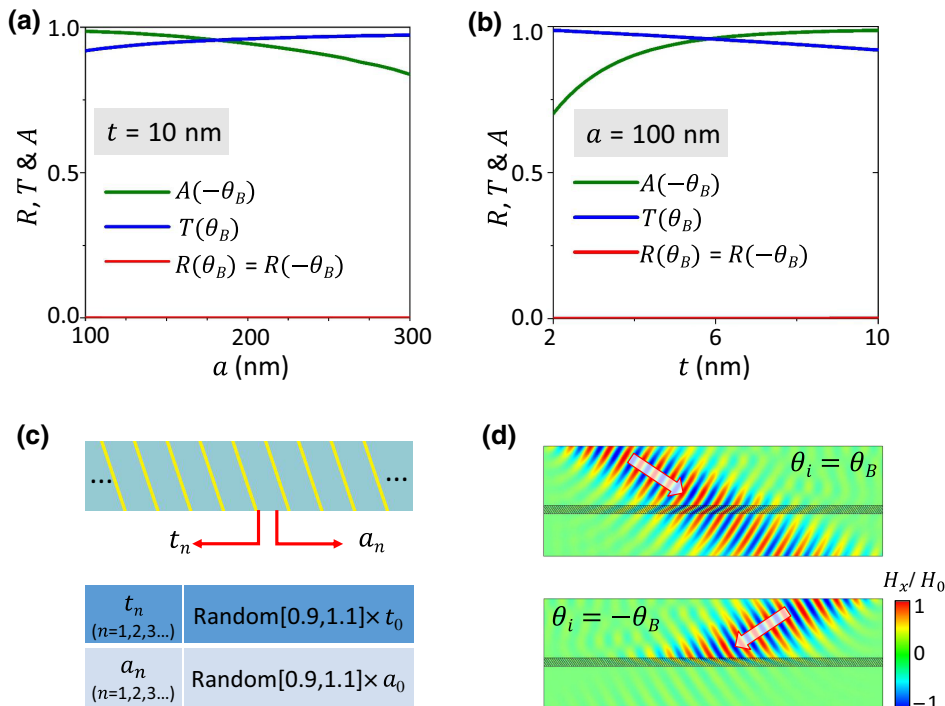 (a)
1.0
0.5
0.0
R, T & A
t = 10 nm
A(−θ_B)
T(θ_B)
R(θ_B) = R(−θ_B)
100
200
300
a (nm)
(b)
1.0
0.5
0.0
R, T & A
a = 100 nm
A(−θ_B)
T(θ_B)
R(θ_B) = R(−θ_B)
2
6
10
t (nm)
(c)
...
...
t_n
a_n
t_n
(n=1,2,3...)
Random[0.9,1.1]× t_0
a_n
(n=1,2,3...)
Random[0.9,1.1]× a_0
(d)
θ_i = θ_B
θ_i = −θ_B
H_x/ H_0
1
0
−1